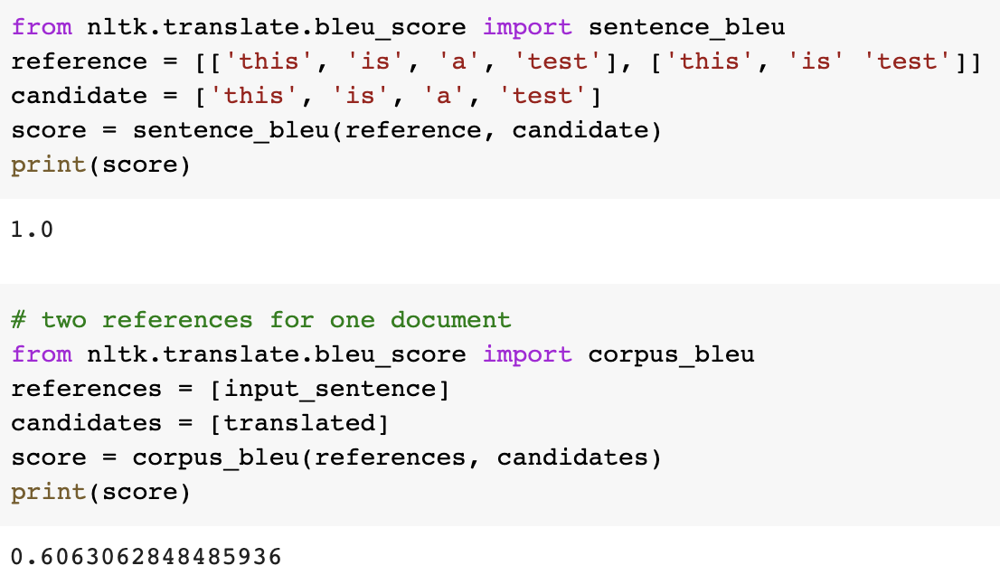 from nltk.translate.bleu_score import sentence_bleu
reference = [['this', 'is', 'a', 'test'], ['this', 'is' 'test']]
candidate = ['this', 'is', 'a', 'test']
score = sentence_bleu(reference, candidate)
print(score)
1.0
# two references for one document
from nltk.translate.bleu_score import corpus_bleu
references = [input_sentence]
candidates = [translated]
score = corpus_bleu(references, candidates)
print(score)
0.6063062848485936